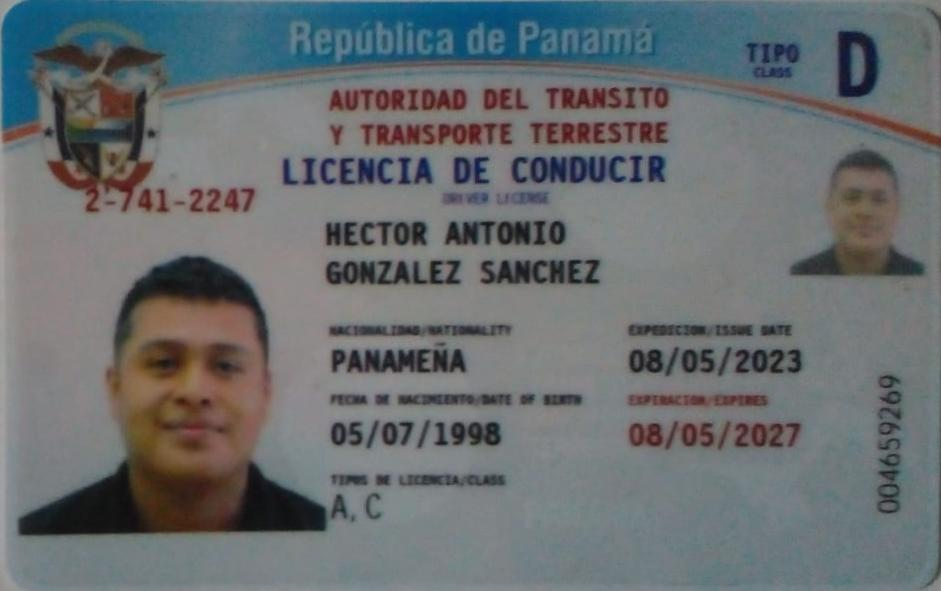 República de Panamá
TIPO
CLASS
D
AUTORIDAD DEL TRANSITO
Y TRANSPORTE TERRESTRE
LICENCIA DE CONDUCIR
DRIVER LICENSE
2-741-2247
HECTOR ANTONIO
GONZALEZ SANCHEZ
NACIONALIDAD/NATIONALITY
PANAMEÑA
EXPEDICION/ISSUE DATE
08/05/2023
FECHA DE NACIMIENTO/DATE OF BIRTH
05/07/1998
EXPIRACION/EXPIRES
08/05/2027
TIPOS DE LICENCIA/CLASS
A, C
004659269